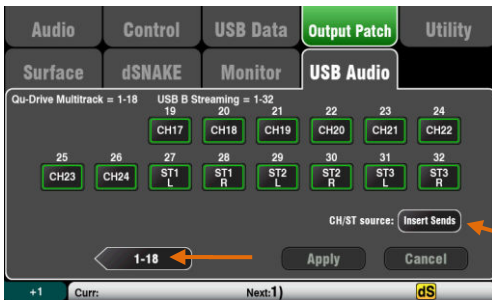 Audio Control USB Data Output Patch Utility
Surface dSNAKE Monitor USB Audio
Qu-Drive Multitrack = 1-18 USB B Streaming = 1-32
19 20 21 22 23 24
CH17 CH18 CH19 CH20 CH21 CH22
25 26 27 28 29 30 31 32
CH23 CH24 ST1 L ST1 R ST2 L ST2 R ST3 L ST3 R
CH/ST source: Insert Sends
1-18 Apply Cancel
+1 Curr: Next:1) dS